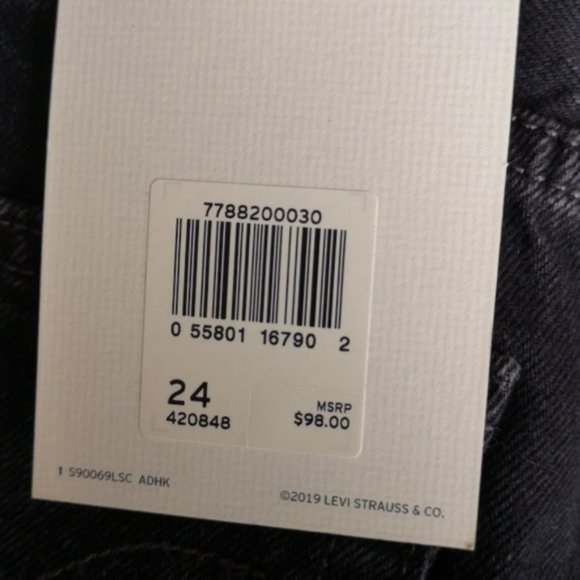 7788200030
0 55801 16790 2
24
420848
MSRP
$98.00
1 S90069LSC ADHK
©2019 LEVI STRAUSS & CO.